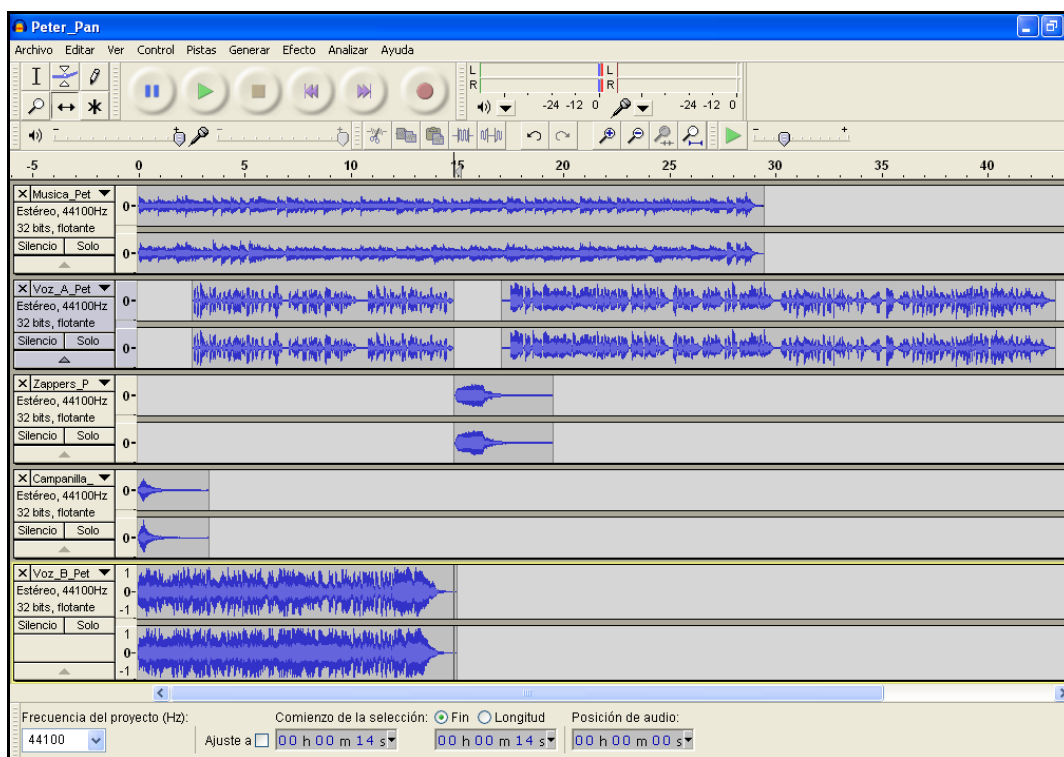 Peter_Pan
Archivo Editar Ver Control Pistas Generar Efecto Analizar Ayuda
L L
R R
-24 -12 0 -24 -12 0
- + - - +
-5 0 5 10 15 20 25 30 35 40
Musica_Pet
Estéreo, 44100Hz
32 bits, flotante
Silencio Solo
0-
0-
Voz_A_Pet
Estéreo, 44100Hz
32 bits, flotante
Silencio Solo
0-
0-
Zappers_P
Estéreo, 44100Hz
32 bits, flotante
Silencio Solo
0-
0-
Campanilla_
Estéreo, 44100Hz
32 bits, flotante
Silencio Solo
0-
0-
Voz_B_Pet
Estéreo, 44100Hz
32 bits, flotante
Silencio Solo
1
0-
-1
1
0-
-1
Frecuencia del proyecto (Hz): Comienzo de la selección: Fin Longitud Posición de audio:
44100 Ajuste a 00 h 00 m 14 s 00 h 00 m 14 s 00 h 00 m 00 s